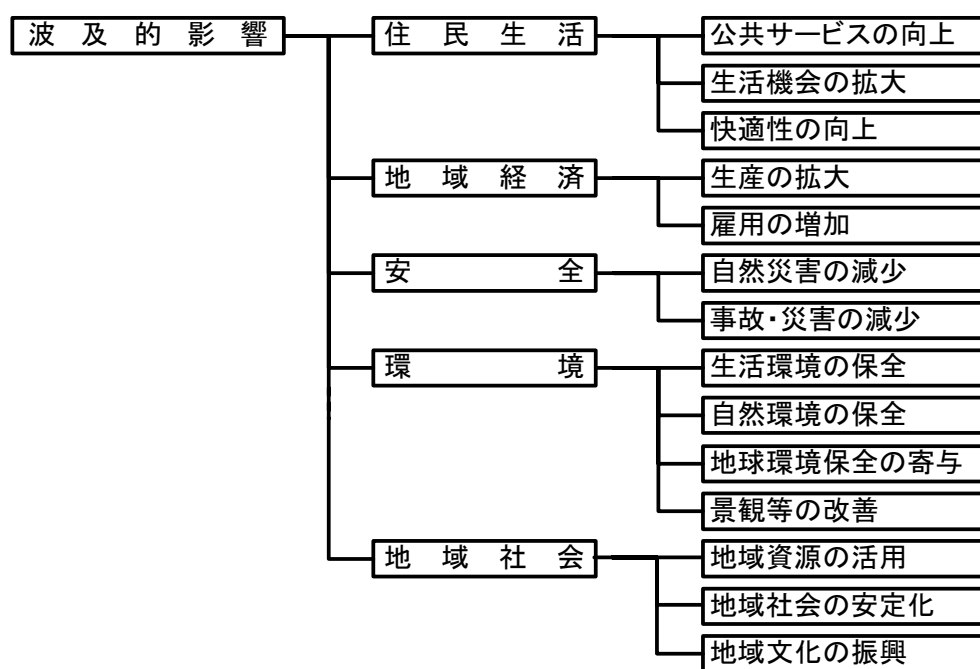 波及的影響
住民生活
公共サービスの向上
生活機会の拡大
快適性の向上
地域経済
生産の拡大
雇用の増加
安全
自然災害の減少
事故・災害の減少
環境
生活環境の保全
自然環境の保全
地球環境保全の寄与
景観等の改善
地域社会
地域資源の活用
地域社会の安定化
地域文化の振興